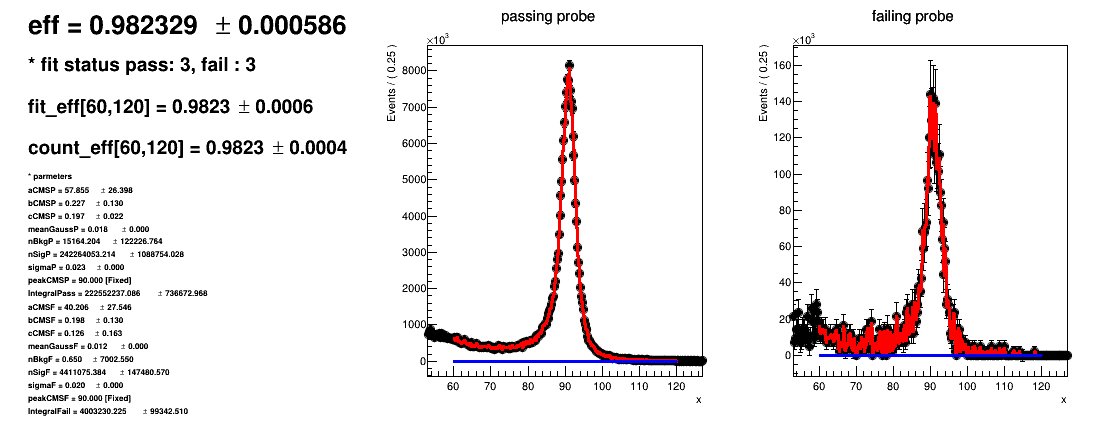 eff = 0.982329 ± 0.000586
* fit status pass: 3, fail : 3
fit_eff[60,120] = 0.9823 ± 0.0006
count_eff[60,120] = 0.9823 ± 0.0004
* parmeters
aCMSP = 57.855 ± 26.398
bCMSP = 0.227 ± 0.130
cCMSP = 0.197 ± 0.022
meanGaussP = 0.018 ± 0.000
nBkgP = 15164.204 ± 122226.764
nSigP = 242264053.214 ± 1088754.028
sigmaP = 0.023 ± 0.000
peakCMSP = 90.000 [Fixed]
IntegralPass = 222552237.086 ± 736672.968
aCMSF = 40.206 ± 27.546
bCMSF = 0.198 ± 0.130
cCMSF = 0.126 ± 0.163
meanGaussF = 0.012 ± 0.000
nBkgF = 0.650 ± 7002.550
nSigF = 4411075.384 ± 147480.570
sigmaF = 0.020 ± 0.000
peakCMSF = 90.000 [Fixed]
IntegralFail = 4003230.225 ± 99342.510
passing probe
×10³
Events / ( 0.25 )
8000
7000
6000
5000
4000
3000
2000
1000
0
60 70 80 90 100 110 120
x
failing probe
×10³
Events / ( 0.25 )
160
140
120
100
80
60
40
20
0
60 70 80 90 100 110 120
x